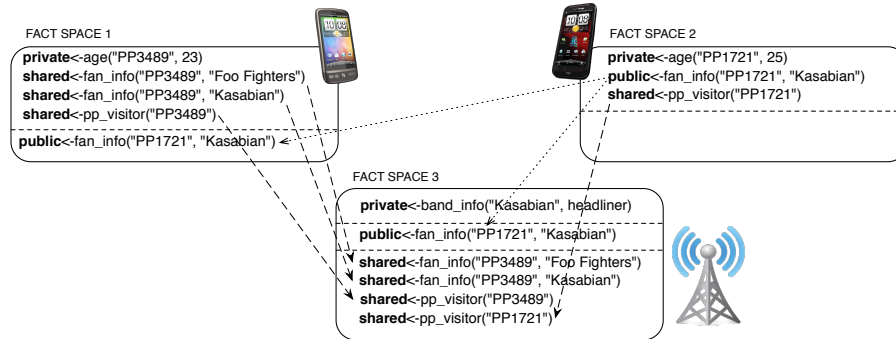 FACT SPACE 1
private<-age("PP3489", 23)
shared<-fan_info("PP3489", "Foo Fighters")
shared<-fan_info("PP3489", "Kasabian")
shared<-pp_visitor("PP3489")
public<-fan_info("PP1721", "Kasabian")
FACT SPACE 2
private<-age("PP1721", 25)
public<-fan_info("PP1721", "Kasabian")
shared<-pp_visitor("PP1721")
FACT SPACE 3
private<-band_info("Kasabian", headliner)
public<-fan_info("PP1721", "Kasabian")
shared<-fan_info("PP3489", "Foo Fighters")
shared<-fan_info("PP3489", "Kasabian")
shared<-pp_visitor("PP3489")
shared<-pp_visitor("PP1721")